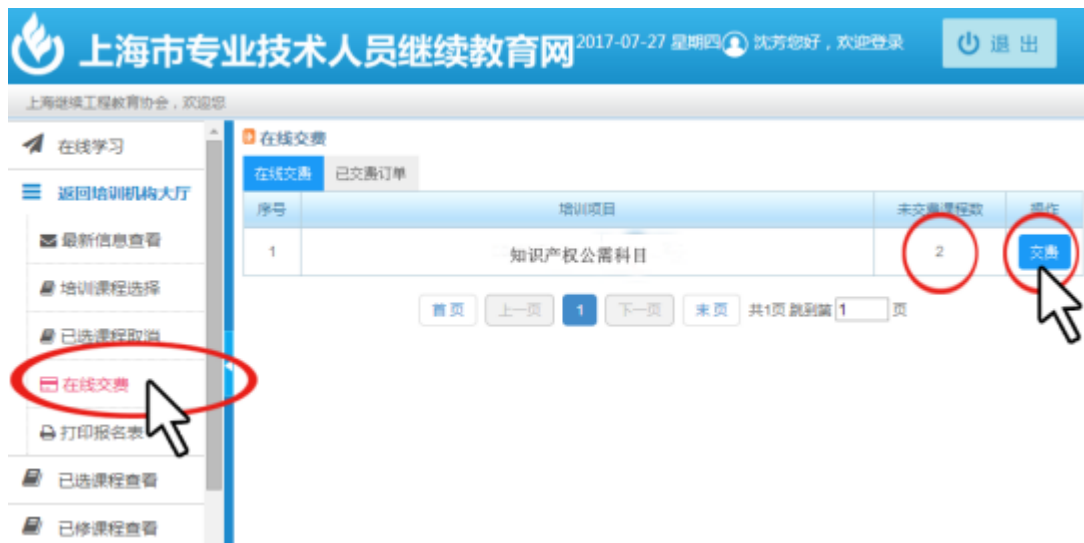 上海市专业技术人员继续教育网 2017-07-27 星期四 沈芳您好，欢迎登录 退 出
上海继续工程教育协会，欢迎您
在线学习
返回培训机构大厅
最新信息查看
培训课程选择
已选课程取消
在线交费
打印报名表
已选课程查看
已修课程查看
在线交费
在线交费 已交费订单
序号 培训项目 未交费课程数 操作
1 知识产权公需科目 2 交费
首页 上一页 1 下一页 末页 共1页 跳到第 1 页